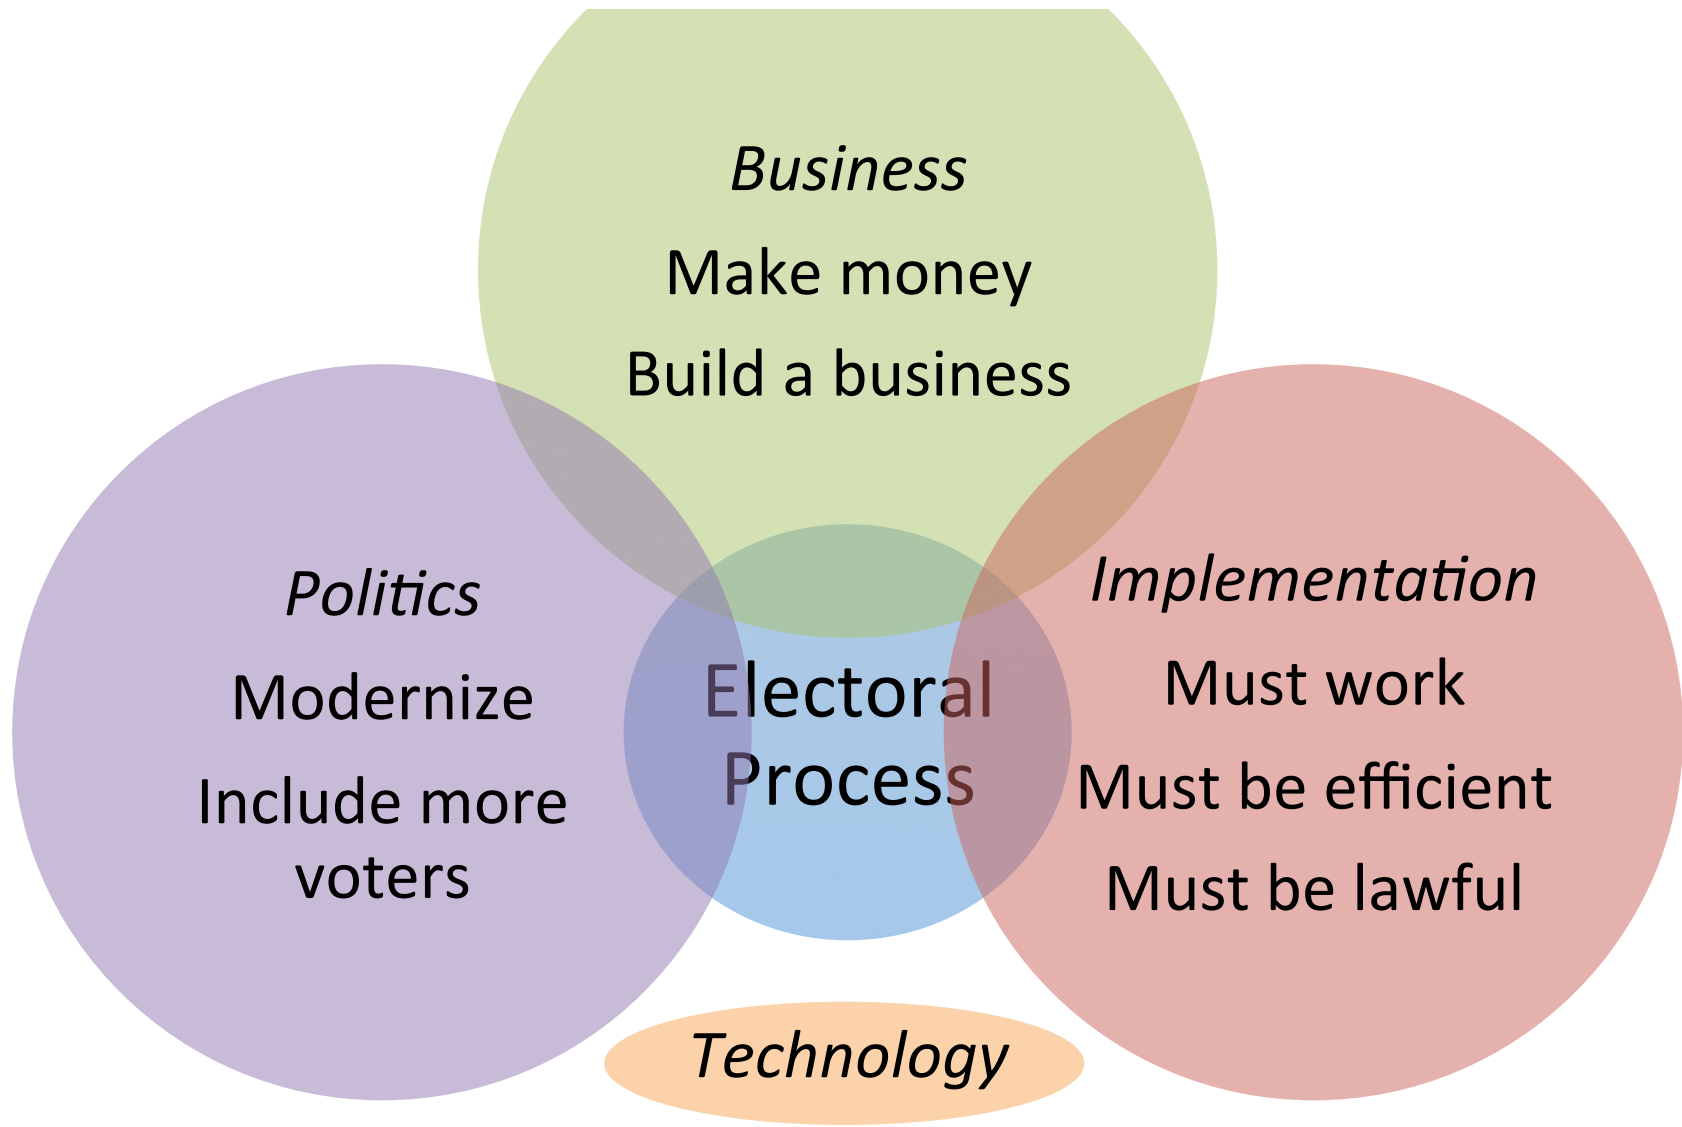 Business
Make money
Build a business
Politics
Modernize
Include more
voters
Electoral
Process
Implementation
Must work
Must be efficient
Must be lawful
Technology